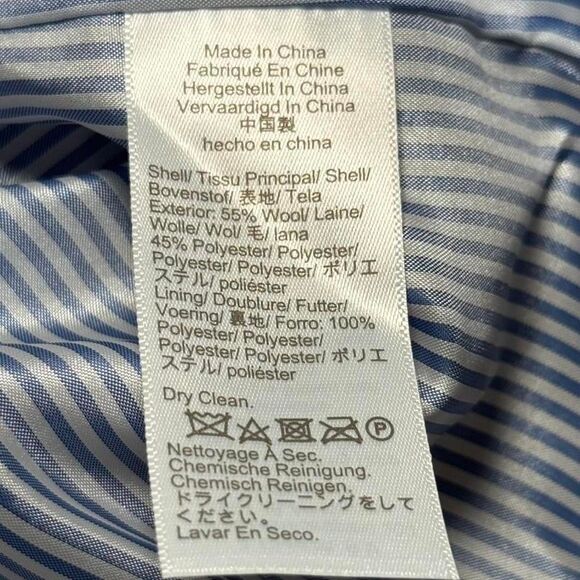 Made In China
Fabriqué En Chine
Hergestellt In China
Vervaardigd In China
中国製
hecho en china
Shell/ Tissu Principal/ Shell/
Bovenstof/ 表地/ Tela
Exterior: 55% Wool/ Laine/
Wolle/ Wol/ 毛/ lana
45% Polyester/ Polyester/
Polyester/ Polyester/ ポリエ
ステル/ poliéster
Lining/ Doublure/ Futter/
Voering/ 裏地/ Forro: 100%
Polyester/ Polyester/
Polyester/ Polyester/ ポリエ
ステル/ poliéster
Dry Clean.
P
Nettoyage À Sec.
Chemische Reinigung.
Chemisch Reinigen.
ドライクリーニングをして
ください。
Lavar En Seco.